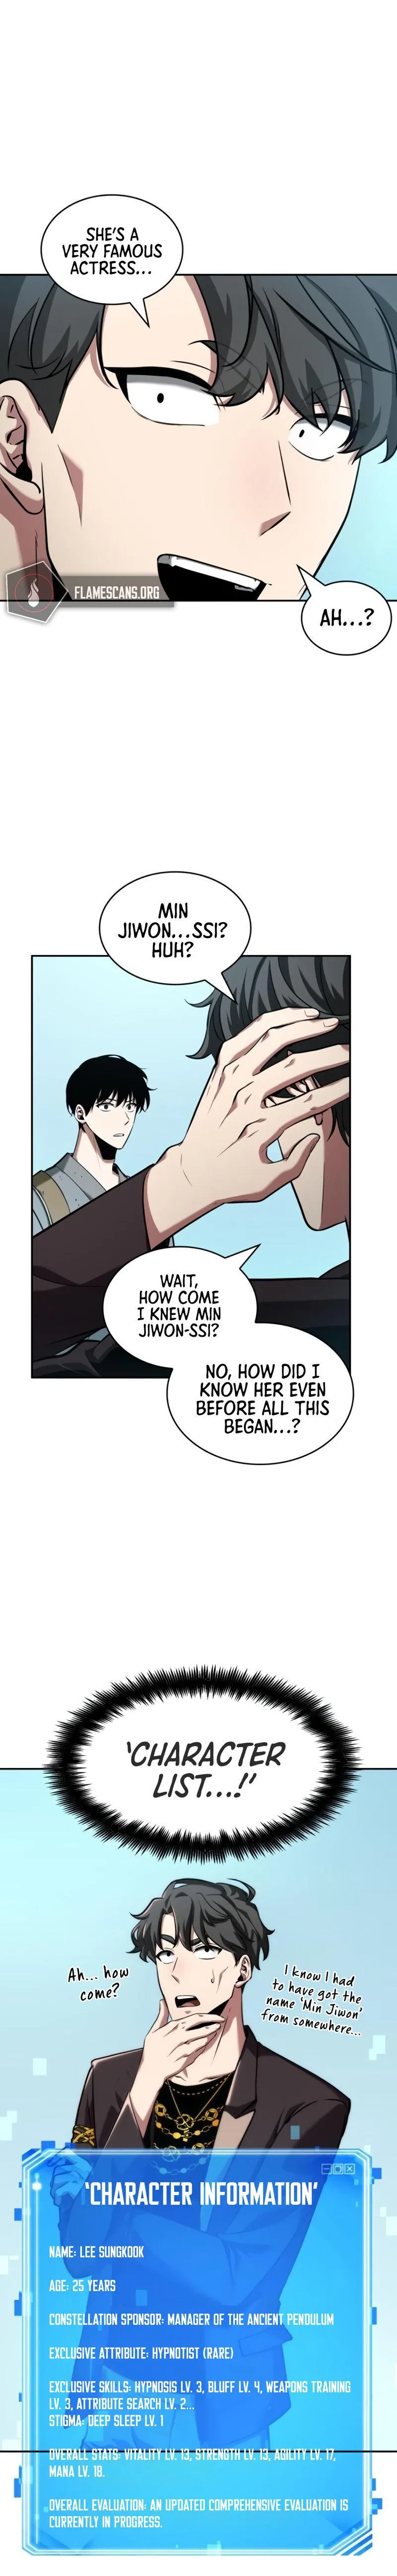 SHE'S A
VERY FAMOUS
ACTRESS...
FLAMESCANS.ORG
AH...?
MIN
JIWON...SSI?
HUH?
WAIT,
HOW COME
I KNEW MIN
JIWON-SSI?
NO, HOW DID I
KNOW HER EVEN
BEFORE ALL THIS
BEGAN...?
'CHARACTER
LIST...!'
Ah... how
come?
I know I had
to have got the
name 'Min Jiwon'
from somewhere...
'CHARACTER INFORMATION'
NAME: LEE SUNGKOOK
AGE: 25 YEARS
CONSTELLATION SPONSOR: MANAGER OF THE ANCIENT PENDULUM
EXCLUSIVE ATTRIBUTE: HYPNOTIST (RARE)
EXCLUSIVE SKILLS: HYPNOSIS LV. 3, BLUFF LV. 4, WEAPONS TRAINING
LV. 3, ATTRIBUTE SEARCH LV. 2...
STIGMA: DEEP SLEEP LV. 1
OVERALL STATS: VITALITY LV. 13, STRENGTH LV. 13, AGILITY LV. 17,
MANA LV. 18.
OVERALL EVALUATION: AN UPDATED COMPREHENSIVE EVALUATION IS
CURRENTLY IN PROGRESS.